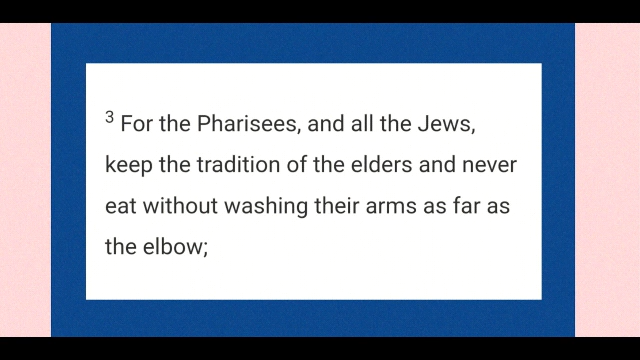 ³ For the Pharisees, and all the Jews,
keep the tradition of the elders and never
eat without washing their arms as far as
the elbow;